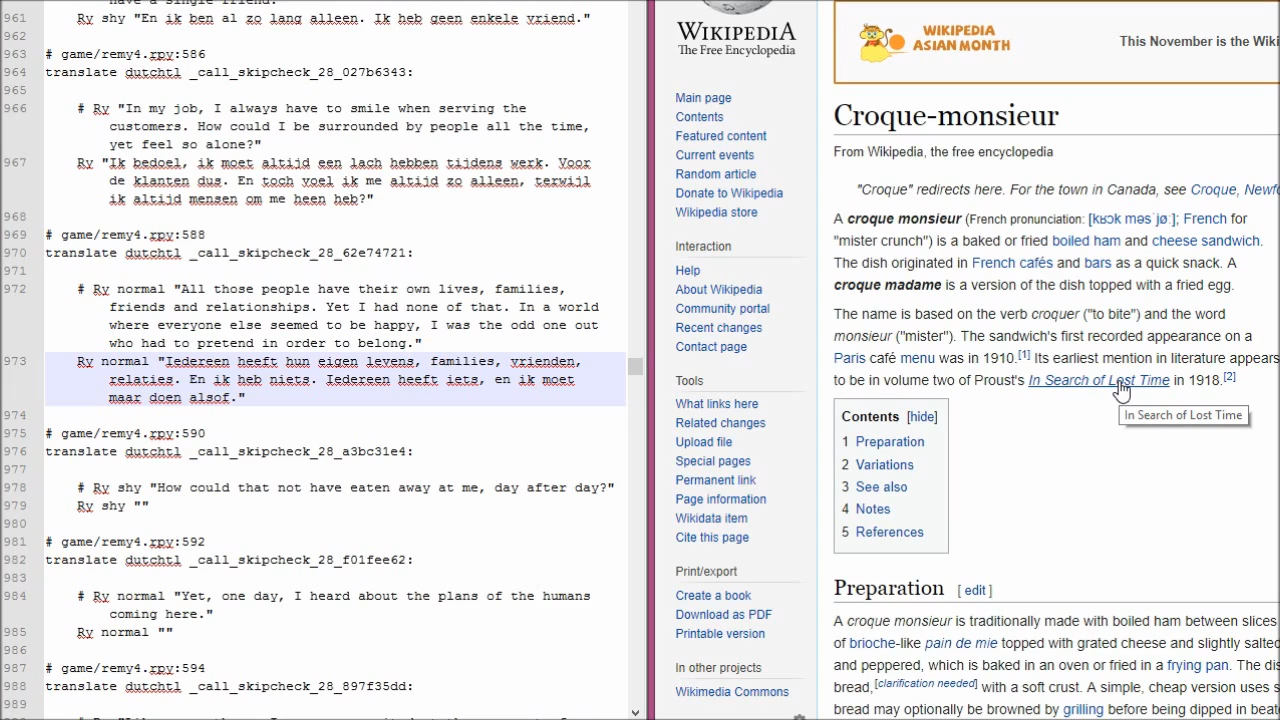 961 Ry shy "En ik ben al zo lang alleen. Ik heb geen enkele vriend."
962
963 # game/remy4.rpy:586
964 translate dutchtl _call_skipcheck_28_027b6343:
965
966 # Ry "In my job, I always have to smile when serving the
customers. How could I be surrounded by people all the time,
yet feel so alone?"
967 Ry "Ik bedoel, ik moet altijd een lach hebben tijdens werk. Voor
de klanten dus. En toch voel ik me altijd zo alleen, terwijl
ik altijd mensen om me heen heb?"
968
969 # game/remy4.rpy:588
970 translate dutchtl _call_skipcheck_28_62e74721:
971
972 # Ry normal "All those people have their own lives, families,
friends and relationships. Yet I had none of that. In a world
where everyone else seemed to be happy, I was the odd one out
who had to pretend in order to belong."
973 Ry normal "Iedereen heeft hun eigen levens, families, vrienden,
relaties. En ik heb niets. Iedereen heeft iets, en ik moet
maar doen alsof."
974
975 # game/remy4.rpy:590
976 translate dutchtl _call_skipcheck_28_a3bc31e4:
977
978 # Ry shy "How could that not have eaten away at me, day after day?"
979 Ry shy ""
980
981 # game/remy4.rpy:592
982 translate dutchtl _call_skipcheck_28_f01fee62:
983
984 # Ry normal "Yet, one day, I heard about the plans of the humans
coming here."
985 Ry normal ""
986
987 # game/remy4.rpy:594
988 translate dutchtl _call_skipcheck_28_897f35dd:
989
WIKIPEDIA
The Free Encyclopedia
Main page
Contents
Featured content
Current events
Random article
Donate to Wikipedia
Wikipedia store
Interaction
Help
About Wikipedia
Community portal
Recent changes
Contact page
Tools
What links here
Related changes
Upload file
Special pages
Permanent link
Page information
Wikidata item
Cite this page
Print/export
Create a book
Download as PDF
Printable version
In other projects
Wikimedia Commons
WIKIPEDIA
ASIAN MONTH
This November is the Wiki
Croque-monsieur
From Wikipedia, the free encyclopedia
"Croque" redirects here. For the town in Canada, see Croque, Newfo
A croque monsieur (French pronunciation: [kʁɔk məsˈjø]; French for
"mister crunch") is a baked or fried boiled ham and cheese sandwich.
The dish originated in French cafés and bars as a quick snack. A
croque madame is a version of the dish topped with a fried egg.
The name is based on the verb croquer ("to bite") and the word
monsieur ("mister"). The sandwich's first recorded appearance on a
Paris café menu was in 1910.[1] Its earliest mention in literature appears
to be in volume two of Proust's In Search of Lost Time in 1918.[2]
In Search of Lost Time
Contents [hide]
1 Preparation
2 Variations
3 See also
4 Notes
5 References
Preparation [ edit ]
A croque monsieur is traditionally made with boiled ham between slices
of brioche-like pain de mie topped with grated cheese and slightly salted
and peppered, which is baked in an oven or fried in a frying pan. The di
bread,[clarification needed] with a soft crust. A simple, cheap version uses s
bread may optionally be browned by grilling before being dipped in beat